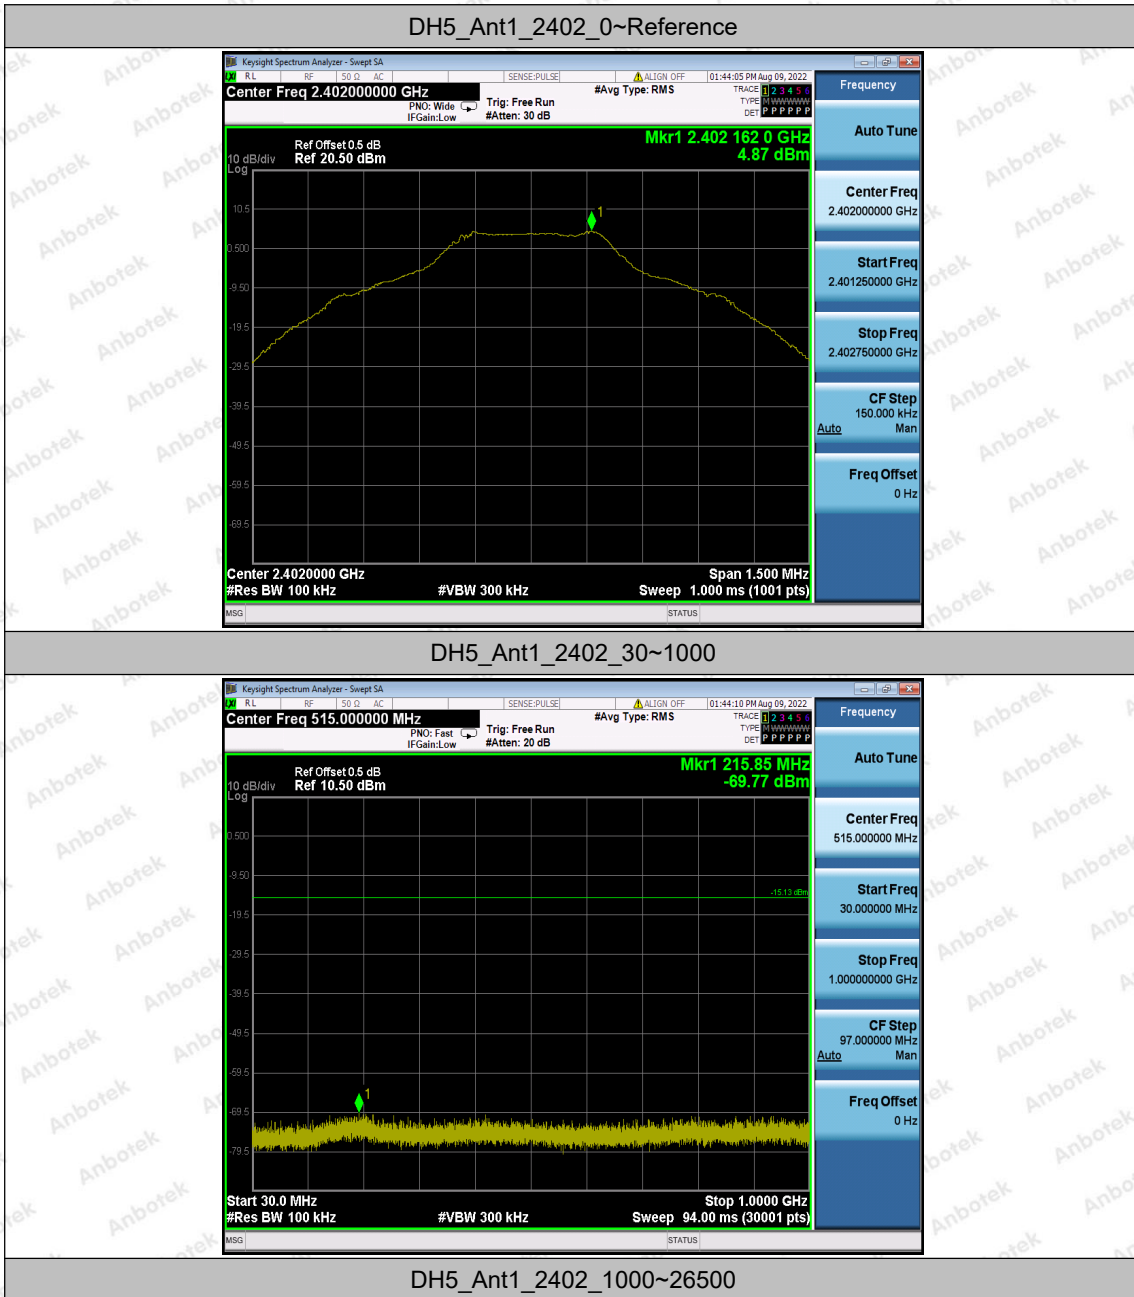 DH5_Ant1_2402_0~Reference
Keysight Spectrum Analyzer - Swept SA
LXI RL RF 50 Ω AC SENSE:PULSE ALIGN OFF 01:44:05 PM Aug 09, 2022
Center Freq 2.402000000 GHz #Avg Type: RMS TRACE 1 2 3 4 5 6
PNO: Wide Trig: Free Run TYPE M WWWWW
IFGain:Low #Atten: 30 dB DET P P P P P P
Mkr1 2.402 162 0 GHz
4.87 dBm
Ref Offset 0.5 dB
10 dB/div Ref 20.50 dBm
Log
10.5
0.500
-9.50
-19.5
-29.5
-39.5
-49.5
-59.5
-69.5
1
Center 2.4020000 GHz Span 1.500 MHz
#Res BW 100 kHz #VBW 300 kHz Sweep 1.000 ms (1001 pts)
MSG STATUS
Frequency
Auto Tune
Center Freq
2.402000000 GHz
Start Freq
2.401250000 GHz
Stop Freq
2.402750000 GHz
CF Step
150.000 kHz
Auto Man
Freq Offset
0 Hz
DH5_Ant1_2402_30~1000
Keysight Spectrum Analyzer - Swept SA
LXI RL RF 50 Ω AC SENSE:PULSE ALIGN OFF 01:44:10 PM Aug 09, 2022
Center Freq 515.000000 MHz #Avg Type: RMS TRACE 1 2 3 4 5 6
PNO: Fast Trig: Free Run TYPE M WWWWW
IFGain:Low #Atten: 20 dB DET P P P P P P
Mkr1 215.85 MHz
-69.77 dBm
Ref Offset 0.5 dB
10 dB/div Ref 10.50 dBm
Log
0.500
-9.50
-15.13 dBm
-19.5
-29.5
-39.5
-49.5
-59.5
-69.5
-79.5
1
Start 30.0 MHz Stop 1.0000 GHz
#Res BW 100 kHz #VBW 300 kHz Sweep 94.00 ms (30001 pts)
MSG STATUS
Frequency
Auto Tune
Center Freq
515.000000 MHz
Start Freq
30.000000 MHz
Stop Freq
1.000000000 GHz
CF Step
97.000000 MHz
Auto Man
Freq Offset
0 Hz
DH5_Ant1_2402_1000~26500
Anbotek